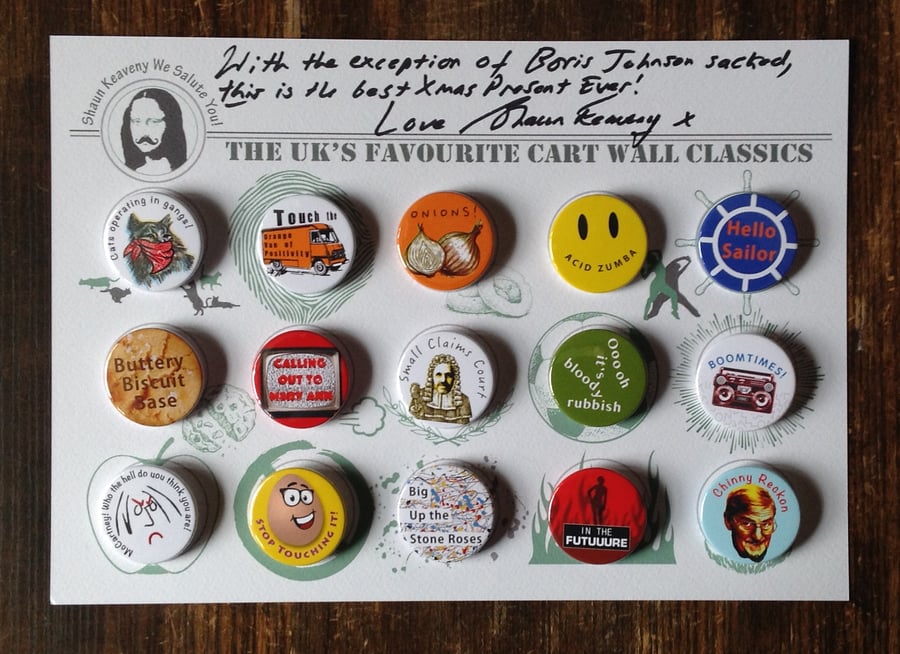 With the exception of Boris Johnson sacked,
this is the best Xmas Present Ever!
Love Shaun Keaveny x
Shaun Keaveny We Salute You!
THE UK'S FAVOURITE CART WALL CLASSICS
Cats operating in gangs!
Touch the
Orange
Van of
Positivity
ONIONS!
ACID ZUMBA
Hello
Sailor
Buttery
Biscuit
Base
CALLING
OUT TO
MARY ANN
Small Claims Court
Ooo oh
it's
bloody
rubbish
BOOMTIMES!
McCartney! Who the hell do you think you are!
STOP TOUCHING IT!
Big
Up the
Stone Roses
IN THE
FUTUUURE
Chinny Reckon